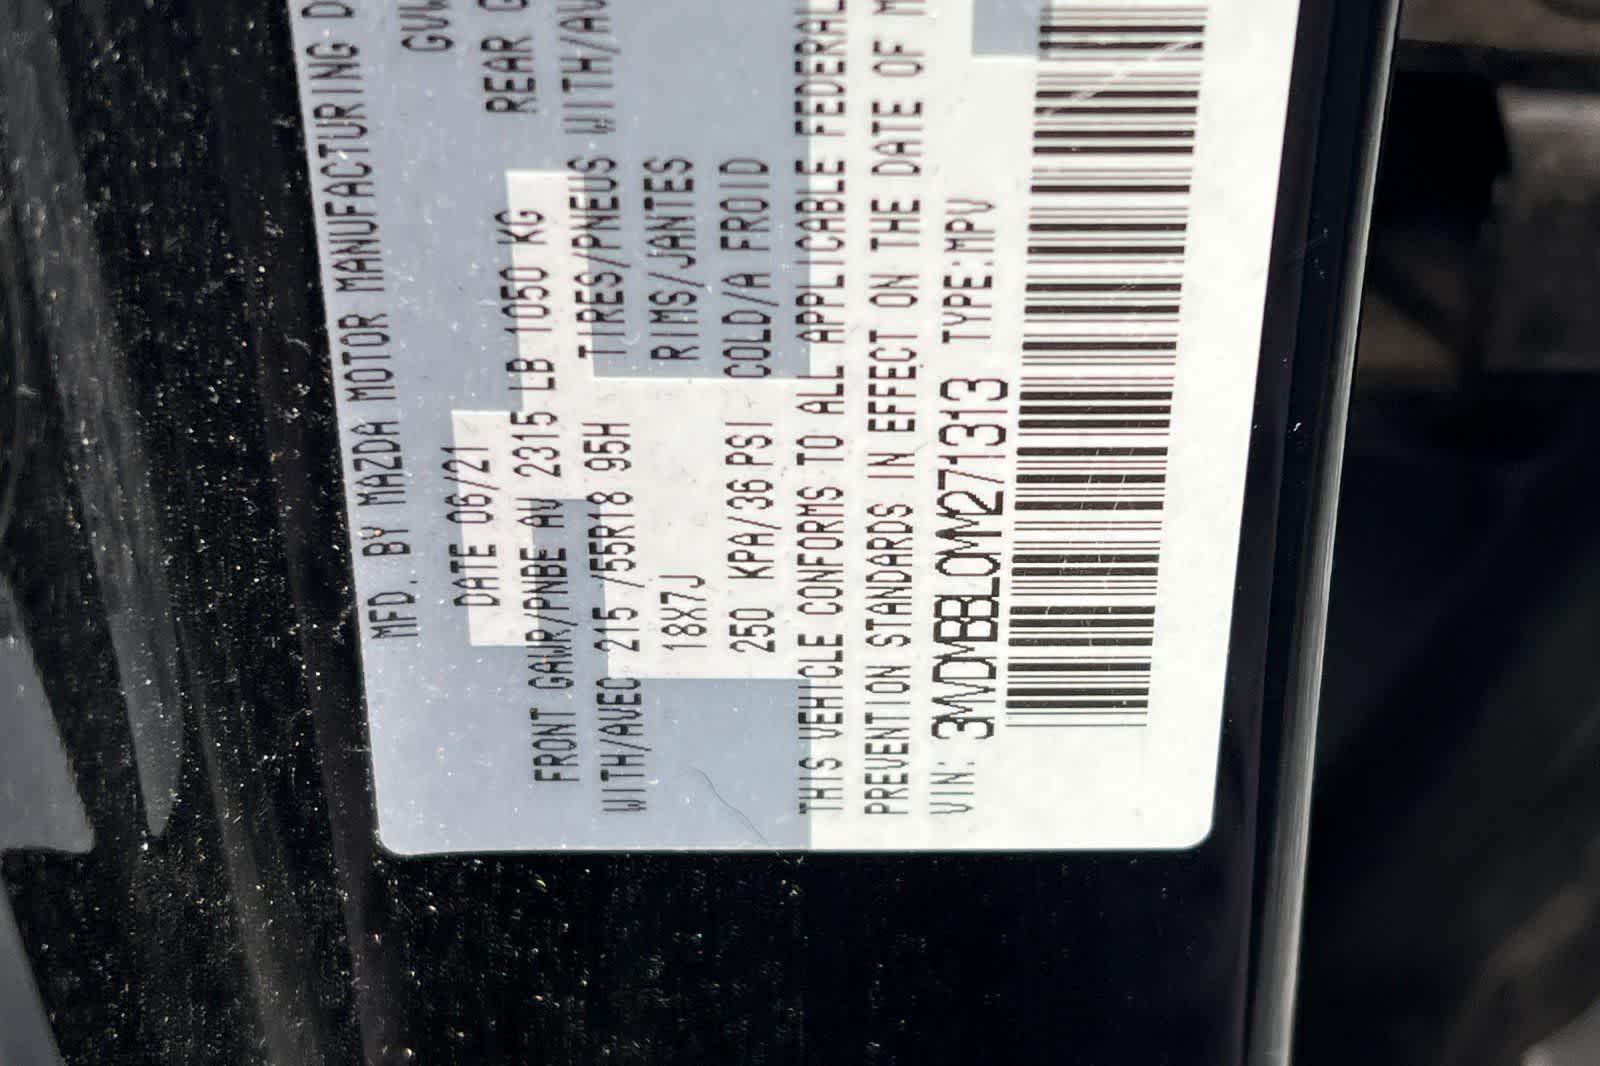 MFD. BY MAZDA MOTOR MANUFACTURING D
DATE 06/21 GVW
FRONT GAWR/PNBE AV 2315 LB 1050 KG REAR G
WITH/AVEC 215 /55R18 95H TIRES/PNEUS WITH/AV
18X7J RIMS/JANTES
250 KPA/36 PSI COLD/A FROID
THIS VEHICLE CONFORMS TO ALL APPLICABLE FEDERAL
PREVENTION STANDARDS IN EFFECT ON THE DATE OF M
VIN: 3MVDMBBL0MM271313 TYPE:MPV